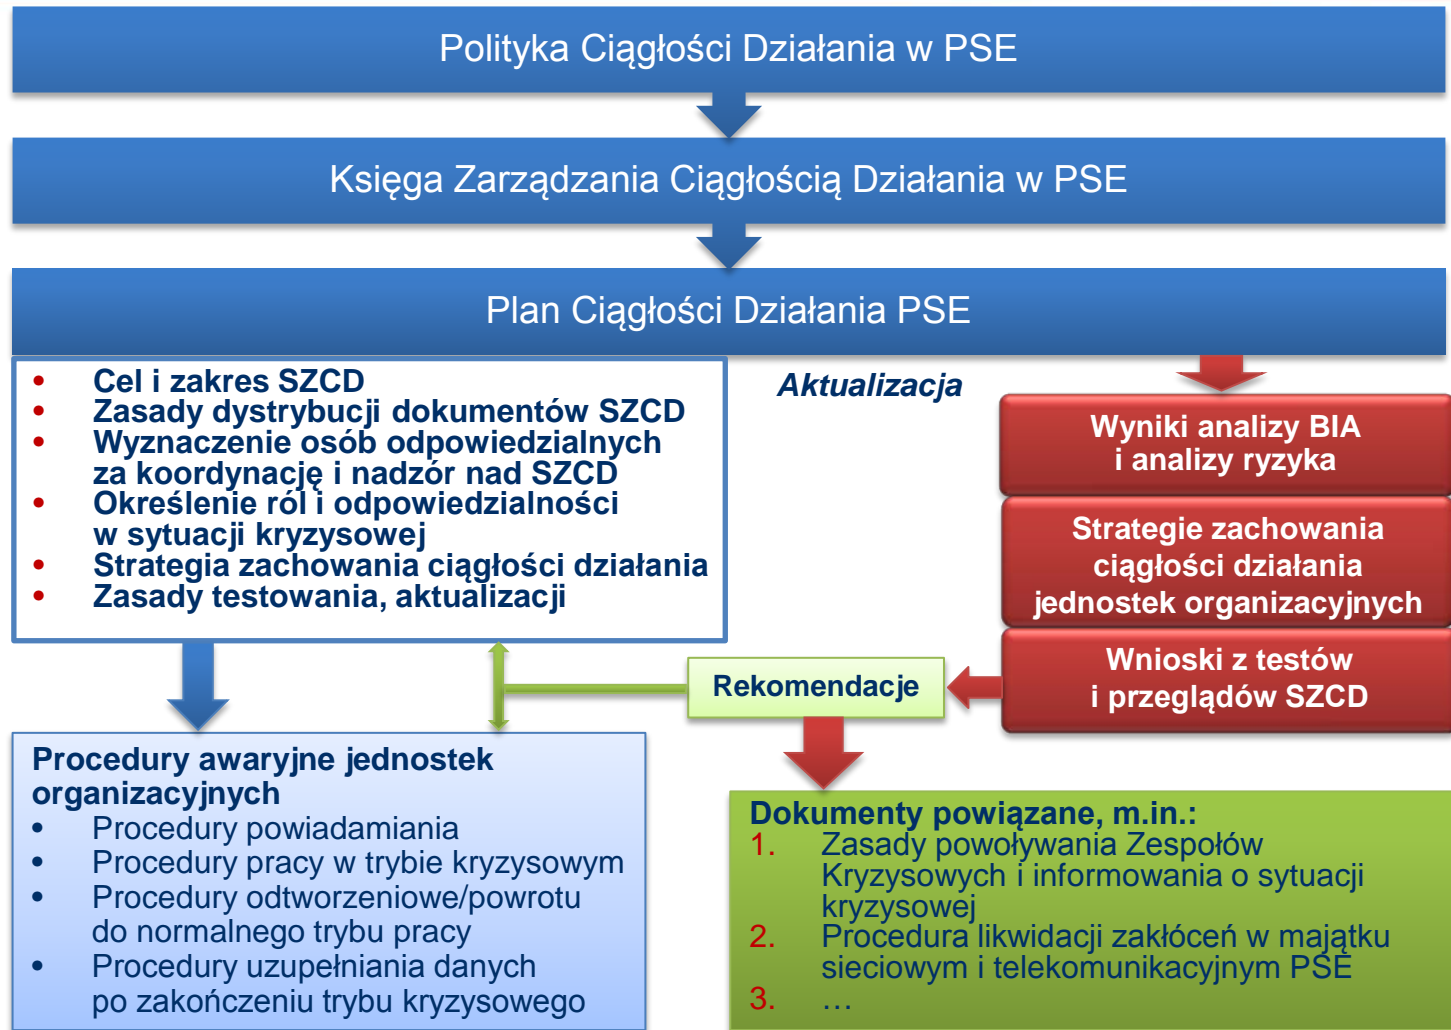 Polityka Ciągłości Działania w PSE
Księga Zarządzania Ciągłością Działania w PSE
Plan Ciągłości Działania PSE
• Cel i zakres SZCD
• Zasady dystrybucji dokumentów SZCD
• Wyznaczenie osób odpowiedzialnych
za koordynację i nadzór nad SZCD
• Określenie ról i odpowiedzialności
w sytuacji kryzysowej
• Strategia zachowania ciągłości działania
• Zasady testowania, aktualizacji
Aktualizacja
Wyniki analizy BIA
i analizy ryzyka
Strategie zachowania
ciągłości działania
jednostek organizacyjnych
Wnioski z testów
i przeglądów SZCD
Rekomendacje
Procedury awaryjne jednostek
organizacyjnych
• Procedury powiadamiania
• Procedury pracy w trybie kryzysowym
• Procedury odtworzeniowe/powrotu
do normalnego trybu pracy
• Procedury uzupełniania danych
po zakończeniu trybu kryzysowego
Dokumenty powiązane, m.in.:
1. Zasady powoływania Zespołów
Kryzysowych i informowania o sytuacji
kryzysowej
2. Procedura likwidacji zakłóceń w majątku
sieciowym i telekomunikacyjnym PSE
3. …